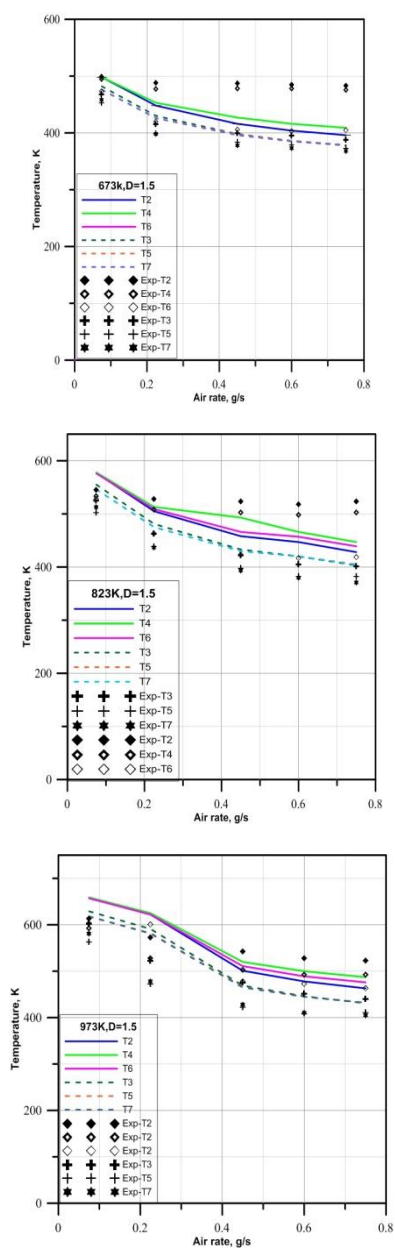 600
400
200
0
Temperature, K
673k,D=1.5
T2
T4
T6
T3
T5
T7
Exp-T2
Exp-T4
Exp-T6
Exp-T3
Exp-T5
Exp-T7
0 0.2 0.4 0.6 0.8
Air rate, g/s
600
400
200
0
Temperature, K
823K,D=1.5
T2
T4
T6
T3
T5
T7
Exp-T3
Exp-T5
Exp-T7
Exp-T2
Exp-T4
Exp-T6
0 0.2 0.4 0.6 0.8
Air rate, g/s
600
400
200
0
Temperature, K
973K,D=1.5
T2
T4
T6
T3
T5
T7
Exp-T2
Exp-T2
Exp-T2
Exp-T3
Exp-T5
Exp-T7
0 0.2 0.4 0.6 0.8
Air rate, g/s